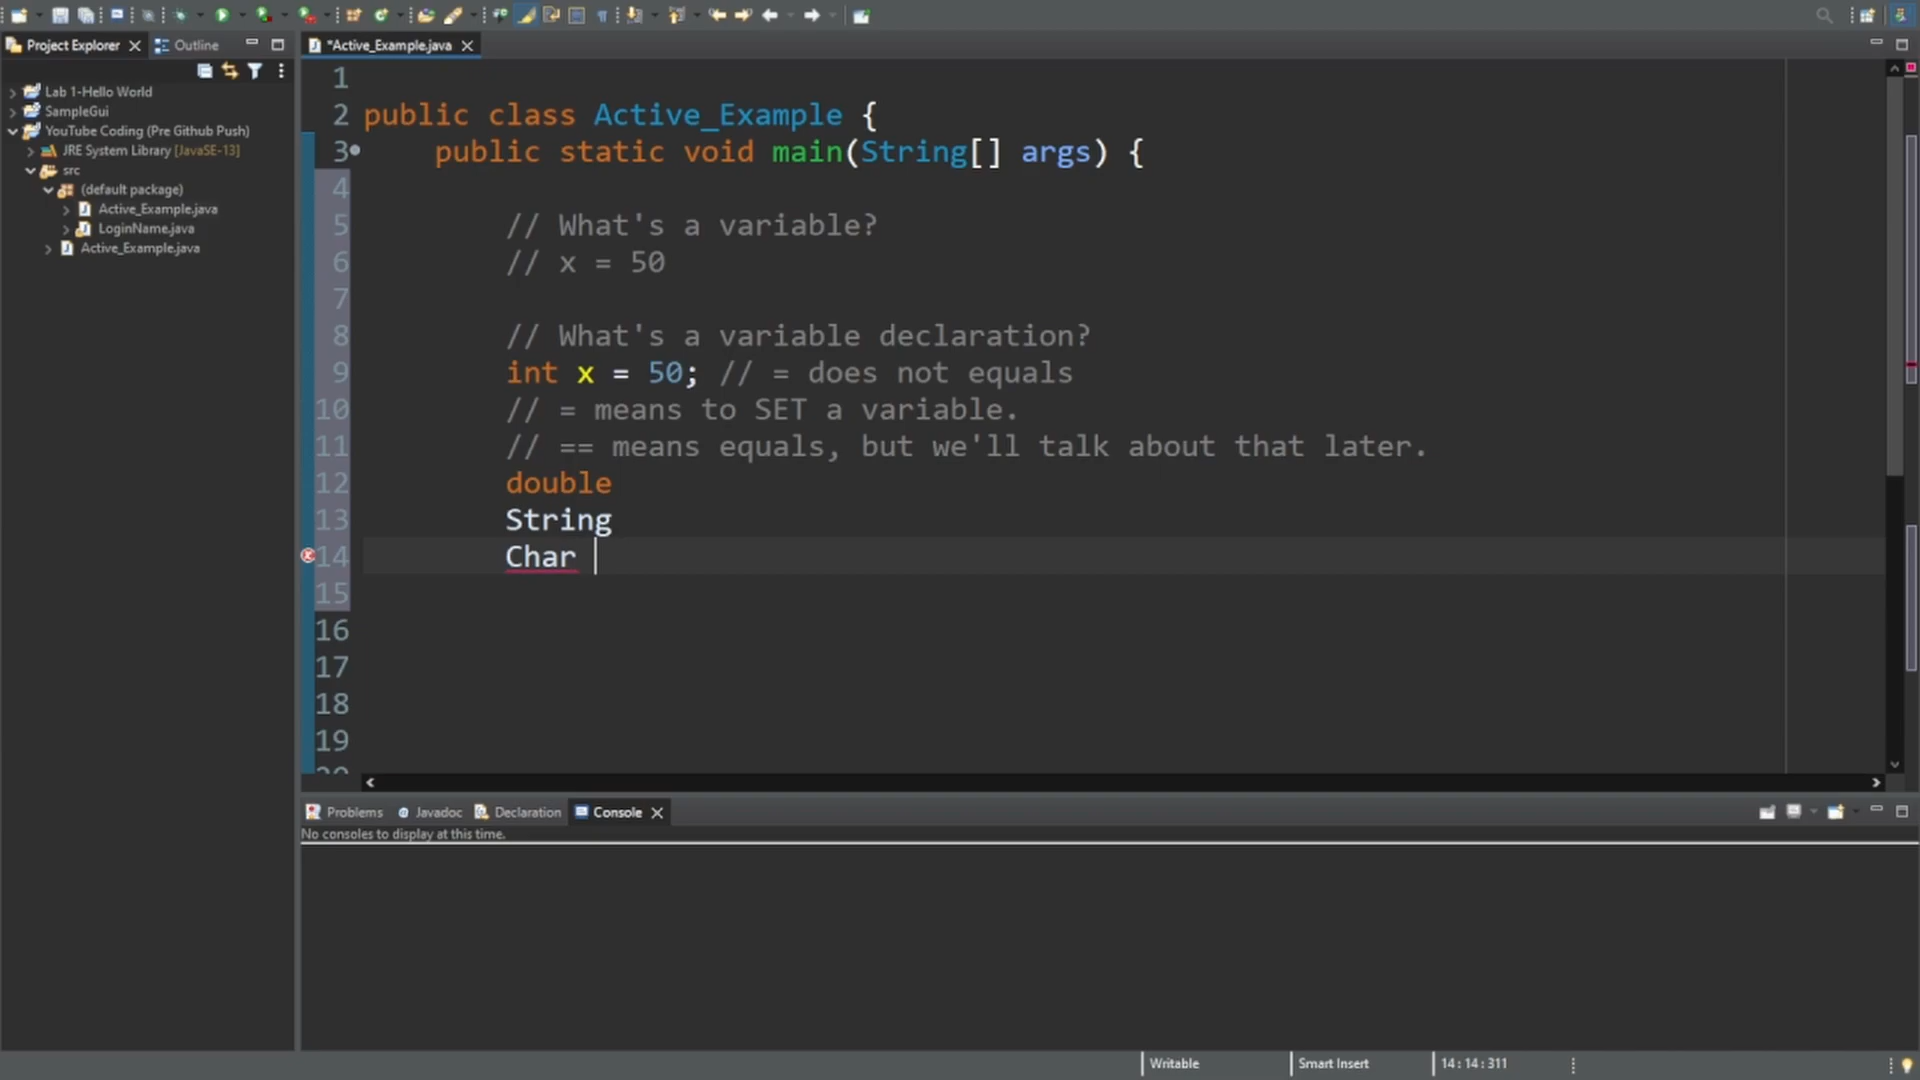 Project Explorer
Outline
*Active_Example.java
Lab 1-Hello World
SampleGui
YouTube Coding (Pre Github Push)
JRE System Library [JavaSE-13]
src
(default package)
Active_Example.java
LoginName.java
Active_Example.java
1
2 public class Active_Example {
3 public static void main(String[] args) {
4
5 // What's a variable?
6 // x = 50
7
8 // What's a variable declaration?
9 int x = 50; // = does not equals
10 // = means to SET a variable.
11 // == means equals, but we'll talk about that later.
12 double
13 String
14 Char
15
16
17
18
19
20
Problems
Javadoc
Declaration
Console
No consoles to display at this time.
Writable
Smart Insert
14:14:311